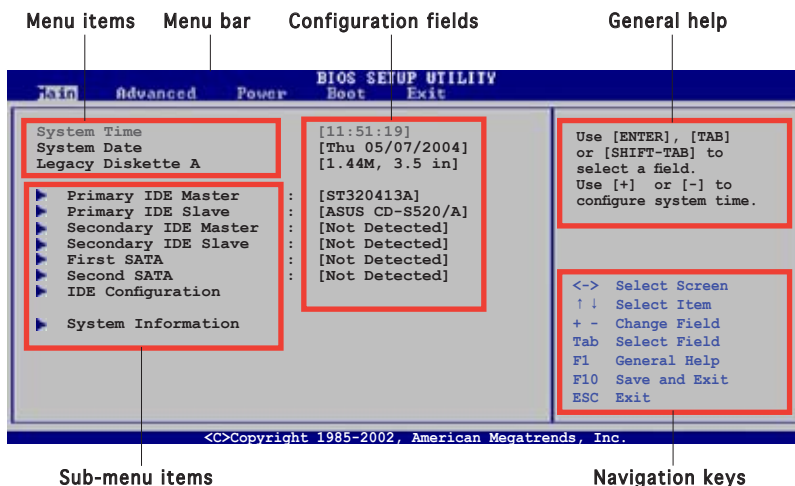 Menu items Menu bar Configuration fields General help
BIOS SETUP UTILITY
Main Advanced Power Boot Exit
System Time [11:51:19]
System Date [Thu 05/07/2004]
Legacy Diskette A [1.44M, 3.5 in]
Primary IDE Master : [ST320413A]
Primary IDE Slave : [ASUS CD-S520/A]
Secondary IDE Master : [Not Detected]
Secondary IDE Slave : [Not Detected]
First SATA : [Not Detected]
Second SATA : [Not Detected]
IDE Configuration
System Information
Use [ENTER], [TAB]
or [SHIFT-TAB] to
select a field.
Use [+] or [-] to
configure system time.
<-> Select Screen
↑↓ Select Item
+ - Change Field
Tab Select Field
F1 General Help
F10 Save and Exit
ESC Exit
<C>Copyright 1985-2002, American Megatrends, Inc.
Sub-menu items Navigation keys